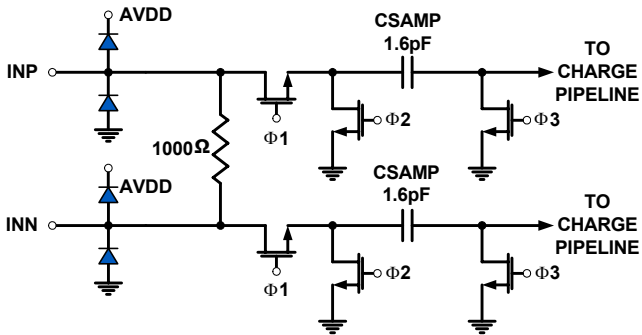 AVDD
CSAMP
1.6pF
TO
CHARGE
PIPELINE
INP
Φ1
Φ2
Φ3
1000Ω
AVDD
CSAMP
1.6pF
TO
CHARGE
PIPELINE
INN
Φ1
Φ2
Φ3